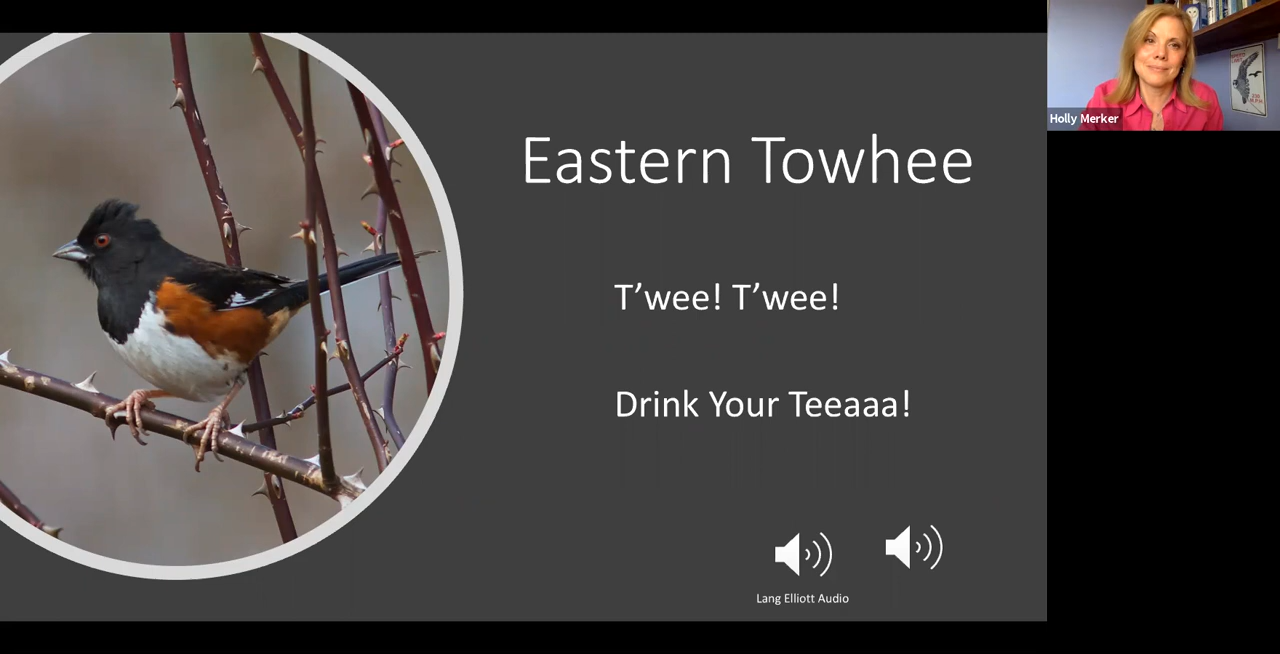 Eastern Towhee
T’wee! T’wee!
Drink Your Teeaaa!
Lang Elliott Audio
Holly Merker